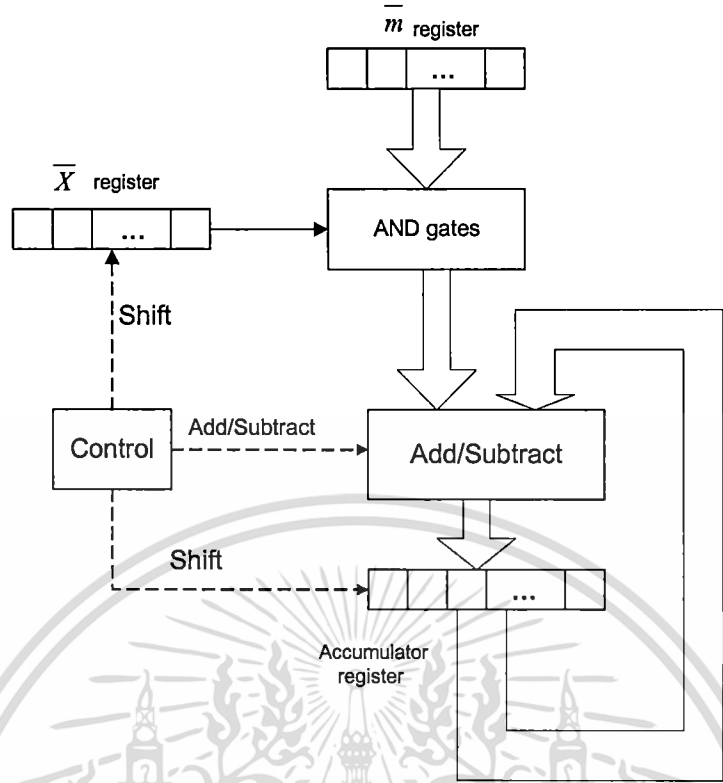 m̅ register
...
X̅ register
...
AND gates
Shift
Control
Add/Subtract
Add/Subtract
Shift
...
Accumulator
register